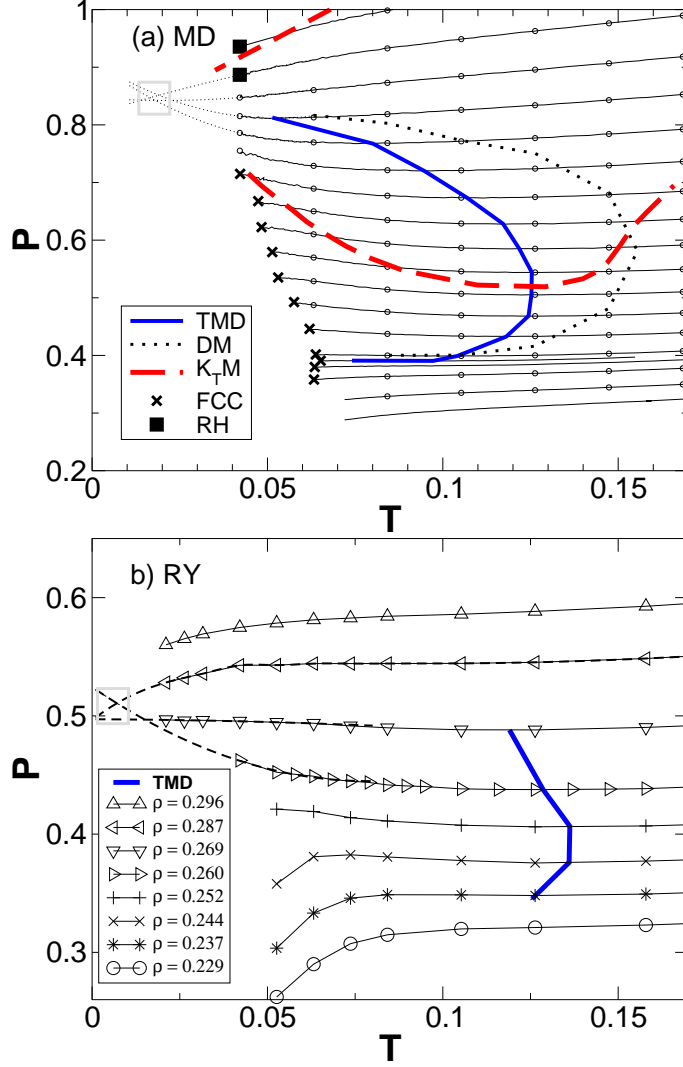 1
(a) MD
0.8
P
0.6
0.4
0.2
TMD
DM
K_TM
FCC
RH
0
0.05
0.1
0.15
T
b) RY
0.6
0.5
P
0.4
0.3
TMD
ρ = 0.296
ρ = 0.287
ρ = 0.269
ρ = 0.260
ρ = 0.252
ρ = 0.244
ρ = 0.237
ρ = 0.229
0
0.05
0.1
0.15
T